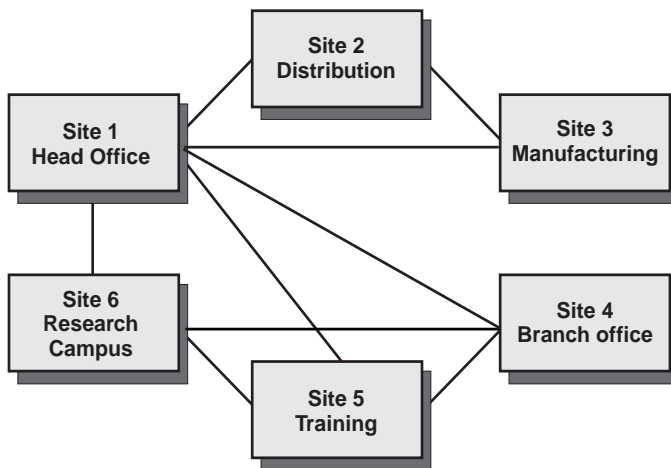 Site 1
Head Office
Site 2
Distribution
Site 3
Manufacturing
Site 6
Research
Campus
Site 5
Training
Site 4
Branch office